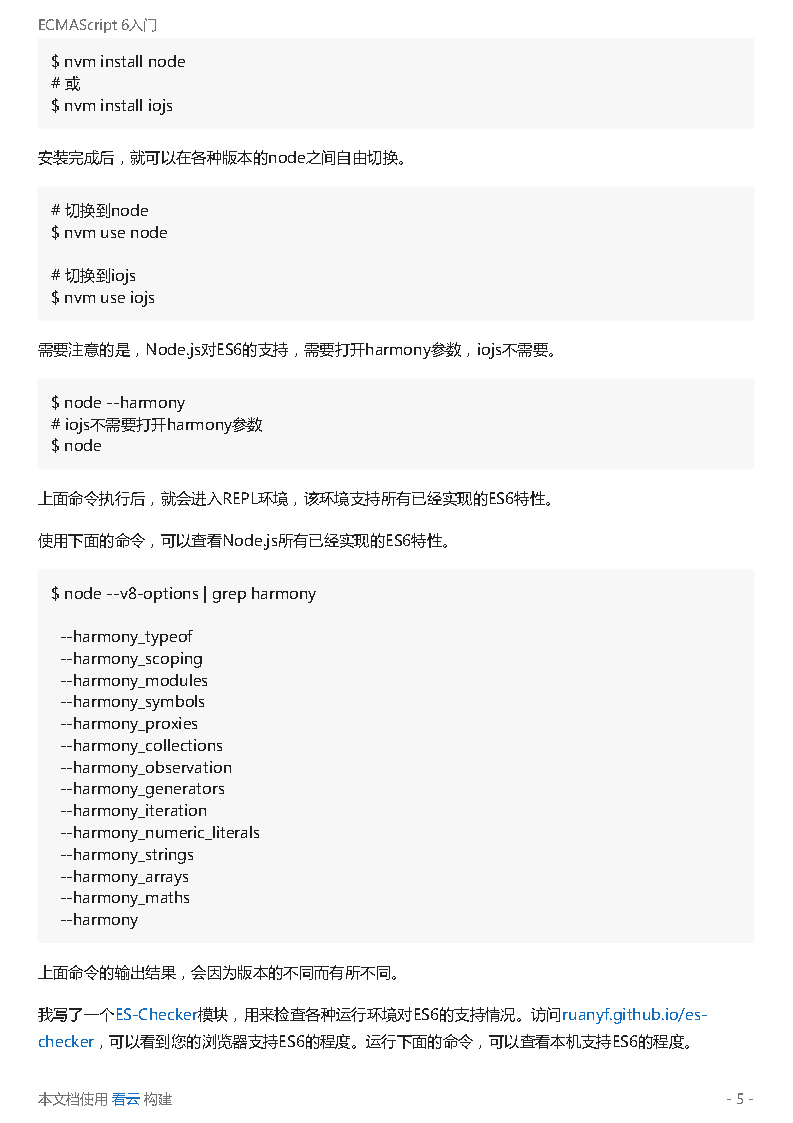 ECMAScript 6入门
$ nvm install node
# 或
$ nvm install iojs
安装完成后，就可以在各种版本的node之间自由切换。
# 切换到node
$ nvm use node
# 切换到iojs
$ nvm use iojs
需要注意的是，Node.js对ES6的支持，需要打开harmony参数，iojs不需要。
$ node --harmony
# iojs不需要打开harmony参数
$ node
上面命令执行后，就会进入REPL环境，该环境支持所有已经实现的ES6特性。
使用下面的命令，可以查看Node.js所有已经实现的ES6特性。
$ node --v8-options | grep harmony
--harmony_typeof
--harmony_scoping
--harmony_modules
--harmony_symbols
--harmony_proxies
--harmony_collections
--harmony_observation
--harmony_generators
--harmony_iteration
--harmony_numeric_literals
--harmony_strings
--harmony_arrays
--harmony_maths
--harmony
上面命令的输出结果，会因为版本的不同而有所不同。
我写了一个ES-Checker模块，用来检查各种运行环境对ES6的支持情况。访问ruanyf.github.io/es-
checker，可以看到您的浏览器支持ES6的程度。运行下面的命令，可以查看本机支持ES6的程度。
本文档使用 看云 构建
- 5 -